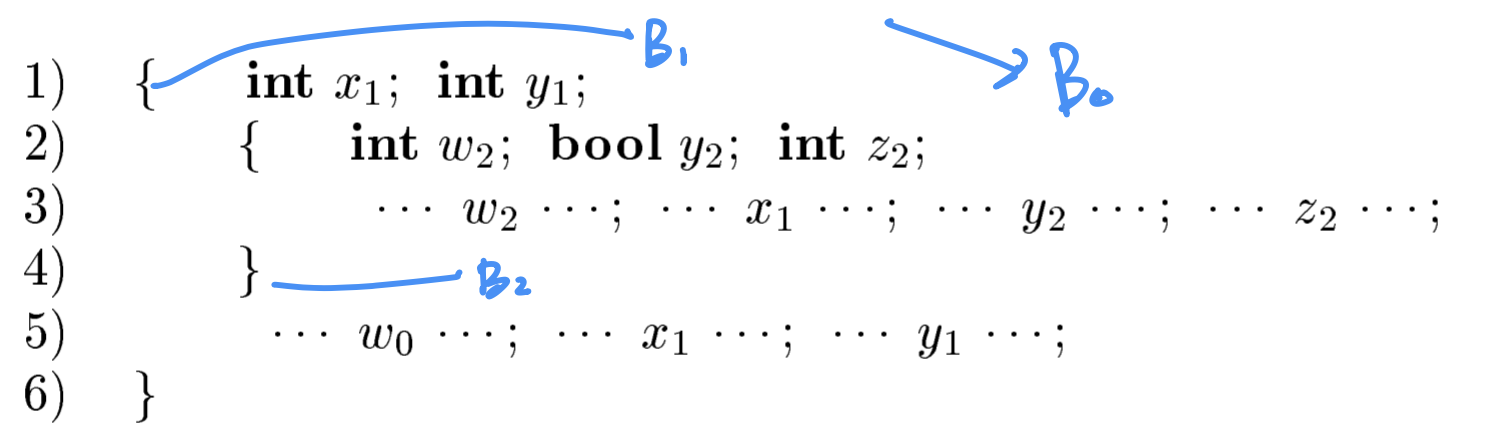 B₁
B₀
1) { int x₁; int y₁;
2) { int w₂; bool y₂; int z₂;
3) ··· w₂ ···; ··· x₁ ···; ··· y₂ ···; ··· z₂ ···;
4) } B₂
5) ··· w₀ ···; ··· x₁ ···; ··· y₁ ···;
6) }